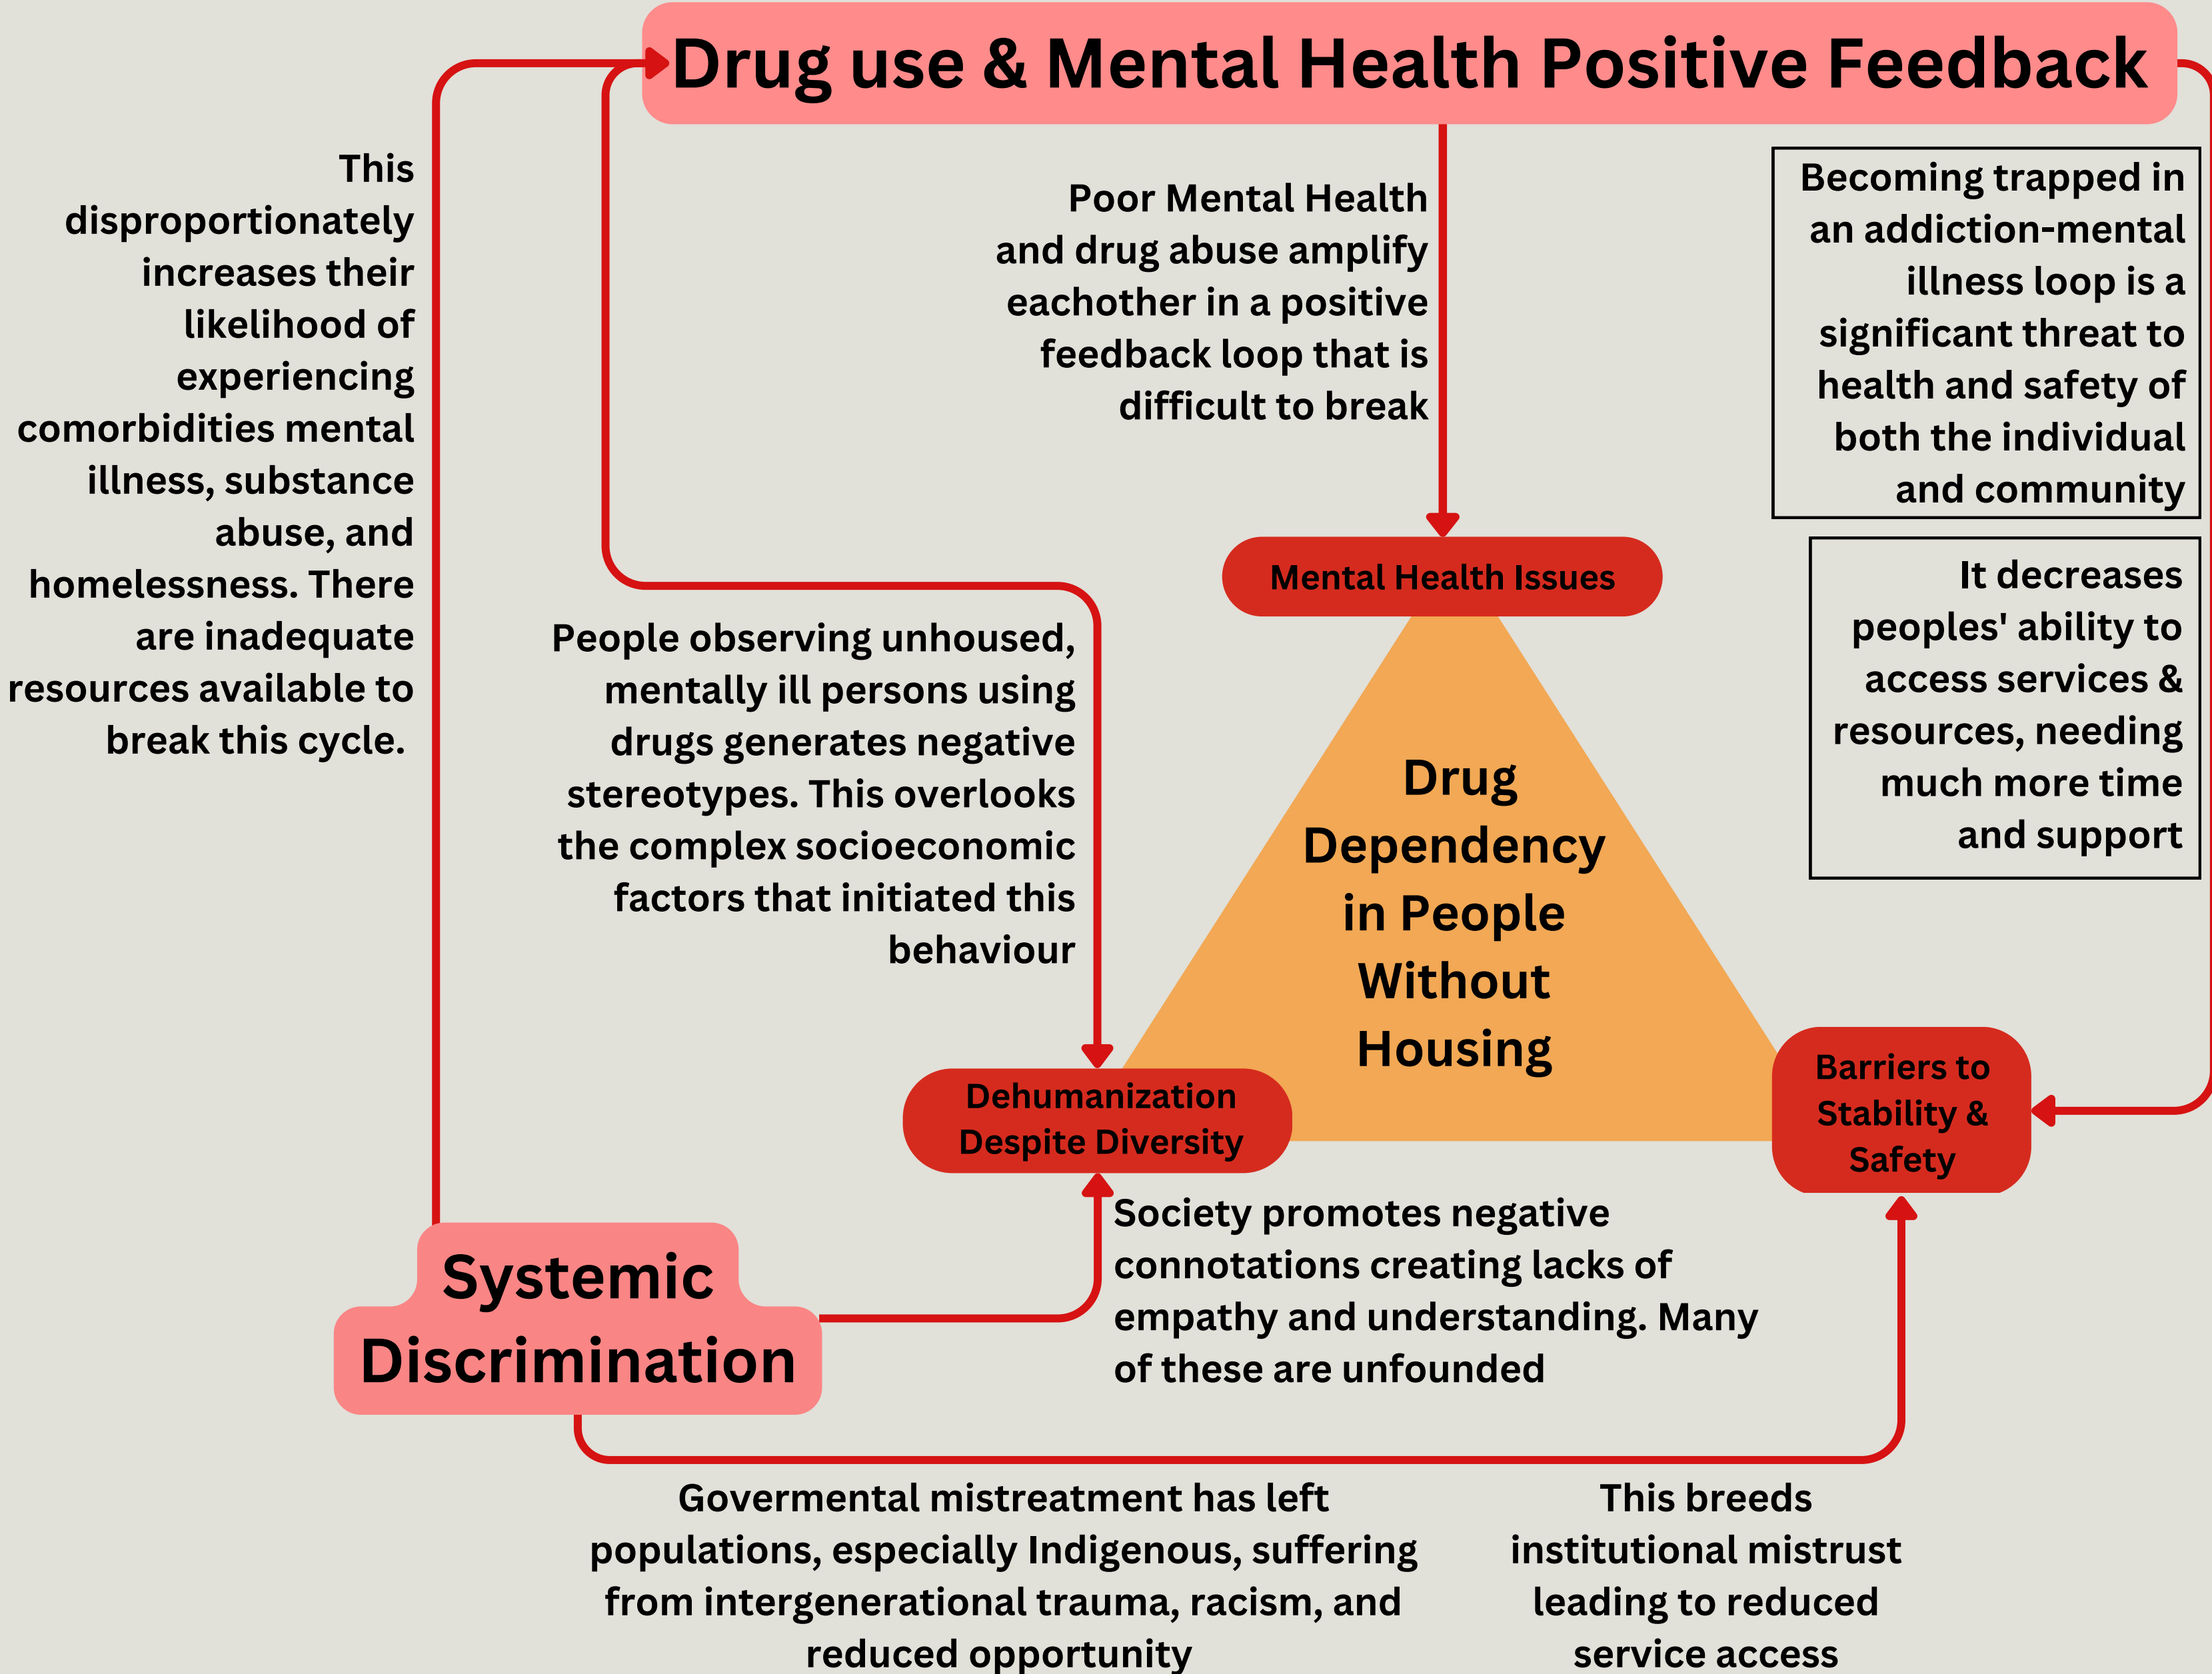 Drug use & Mental Health Positive Feedback
This
disproportionately
increases their
likelihood of
experiencing
comorbidities mental
illness, substance
abuse, and
homelessness. There
are inadequate
resources available to
break this cycle.
Poor Mental Health
and drug abuse amplify
eachother in a positive
feedback loop that is
difficult to break
Becoming trapped in
an addiction-mental
illness loop is a
significant threat to
health and safety of
both the individual
and community
It decreases
peoples' ability to
access services &
resources, needing
much more time
and support
Mental Health Issues
People observing unhoused,
mentally ill persons using
drugs generates negative
stereotypes. This overlooks
the complex socioeconomic
factors that initiated this
behaviour
Drug
Dependency
in People
Without
Housing
Dehumanization
Despite Diversity
Barriers to
Stability &
Safety
Systemic
Discrimination
Society promotes negative
connotations creating lacks of
empathy and understanding. Many
of these are unfounded
Govermental mistreatment has left
populations, especially Indigenous, suffering
from intergenerational trauma, racism, and
reduced opportunity
This breeds
institutional mistrust
leading to reduced
service access